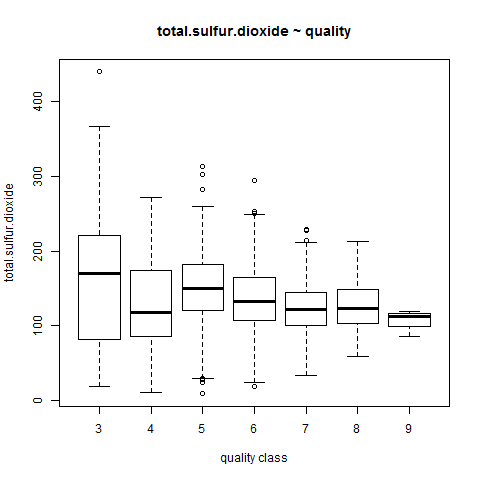 total.sulfur.dioxide ~ quality
total.sulfur.dioxide
400
300
200
100
0
3 4 5 6 7 8 9
quality class